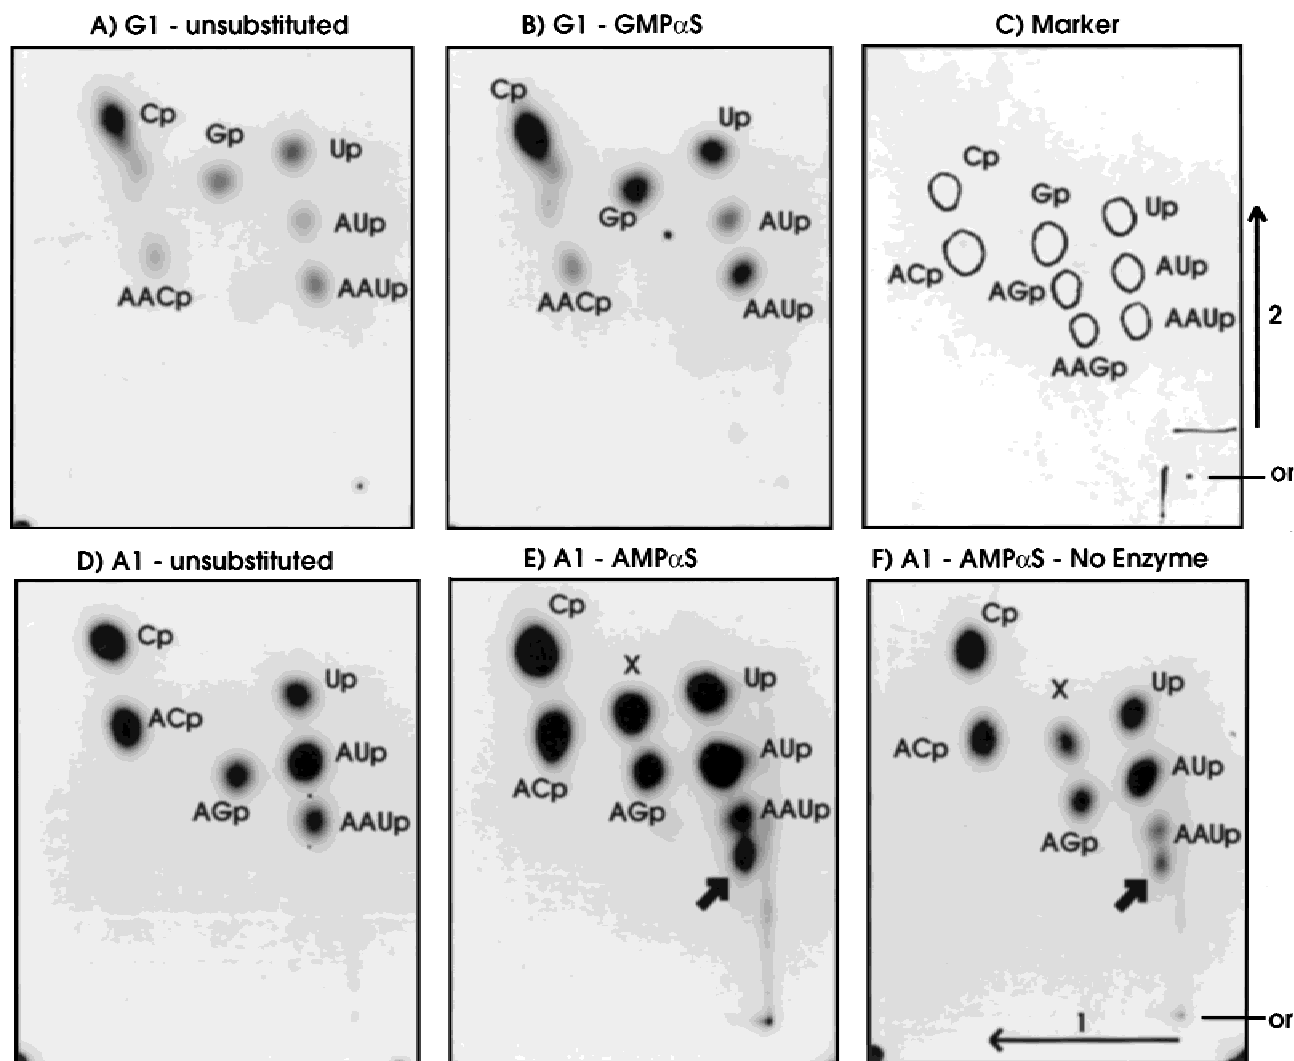 A) G1 - unsubstituted
Cp
Gp
Up
AUp
AACp
AAUp
B) G1 - GMPαS
Cp
Up
Gp
AUp
AACp
AAUp
C) Marker
Cp
Gp
Up
ACp
AGp
AUp
AAUp
AAGp
2
or
D) A1 - unsubstituted
Cp
Up
ACp
AUp
AGp
AAUp
E) A1 - AMPαS
Cp
X
Up
AUp
ACp
AGp
AAUp
F) A1 - AMPαS - No Enzyme
Cp
X
Up
ACp
AUp
AGp
AAUp
1
or